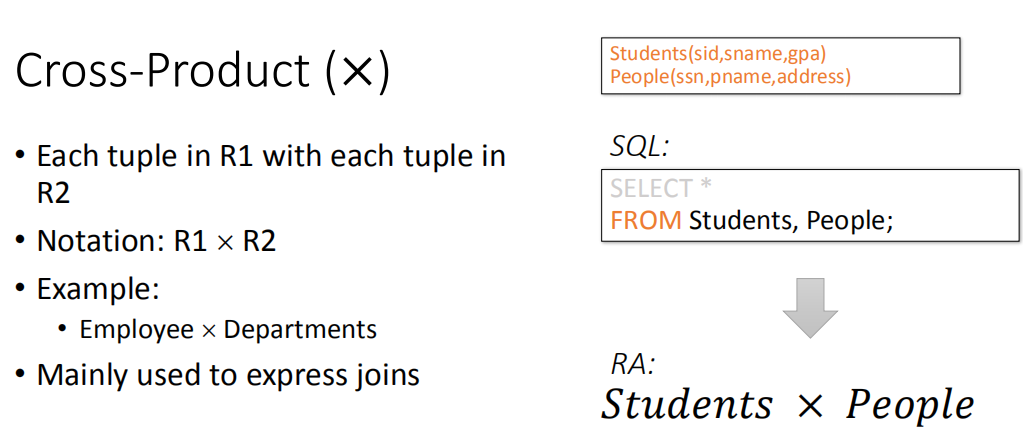 Cross-Product (×)
• Each tuple in R1 with each tuple in
R2
• Notation: R1 × R2
• Example:
• Employee × Departments
• Mainly used to express joins
Students(sid,sname,gpa)
People(ssn,pname,address)
SQL:
SELECT *
FROM Students, People;
RA:
Students × People